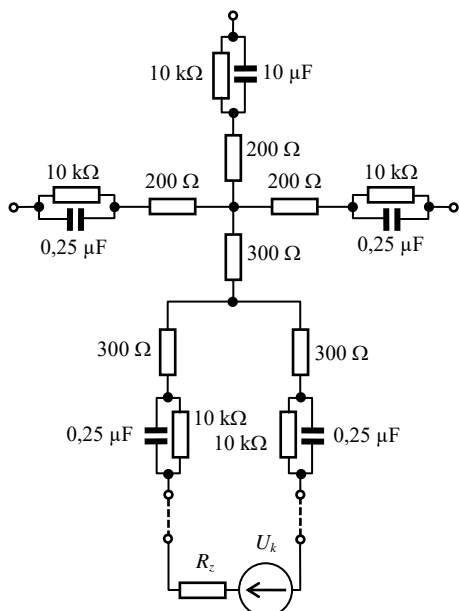 10 kΩ 10 µF
200 Ω
10 kΩ 200 Ω 200 Ω 10 kΩ
0,25 µF 0,25 µF
300 Ω
300 Ω 300 Ω
0,25 µF 10 kΩ 10 kΩ 0,25 µF
R_z U_k